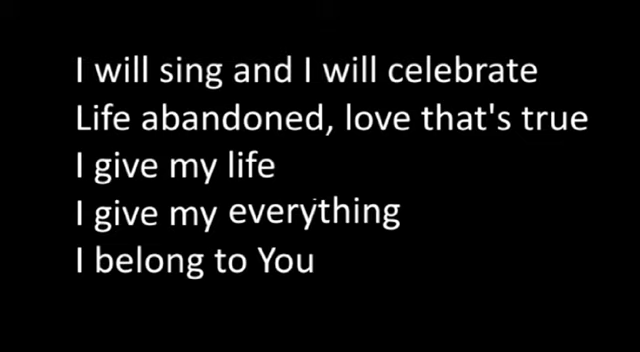 I will sing and I will celebrate
Life abandoned, love that's true
I give my life
I give my everything
I belong to You